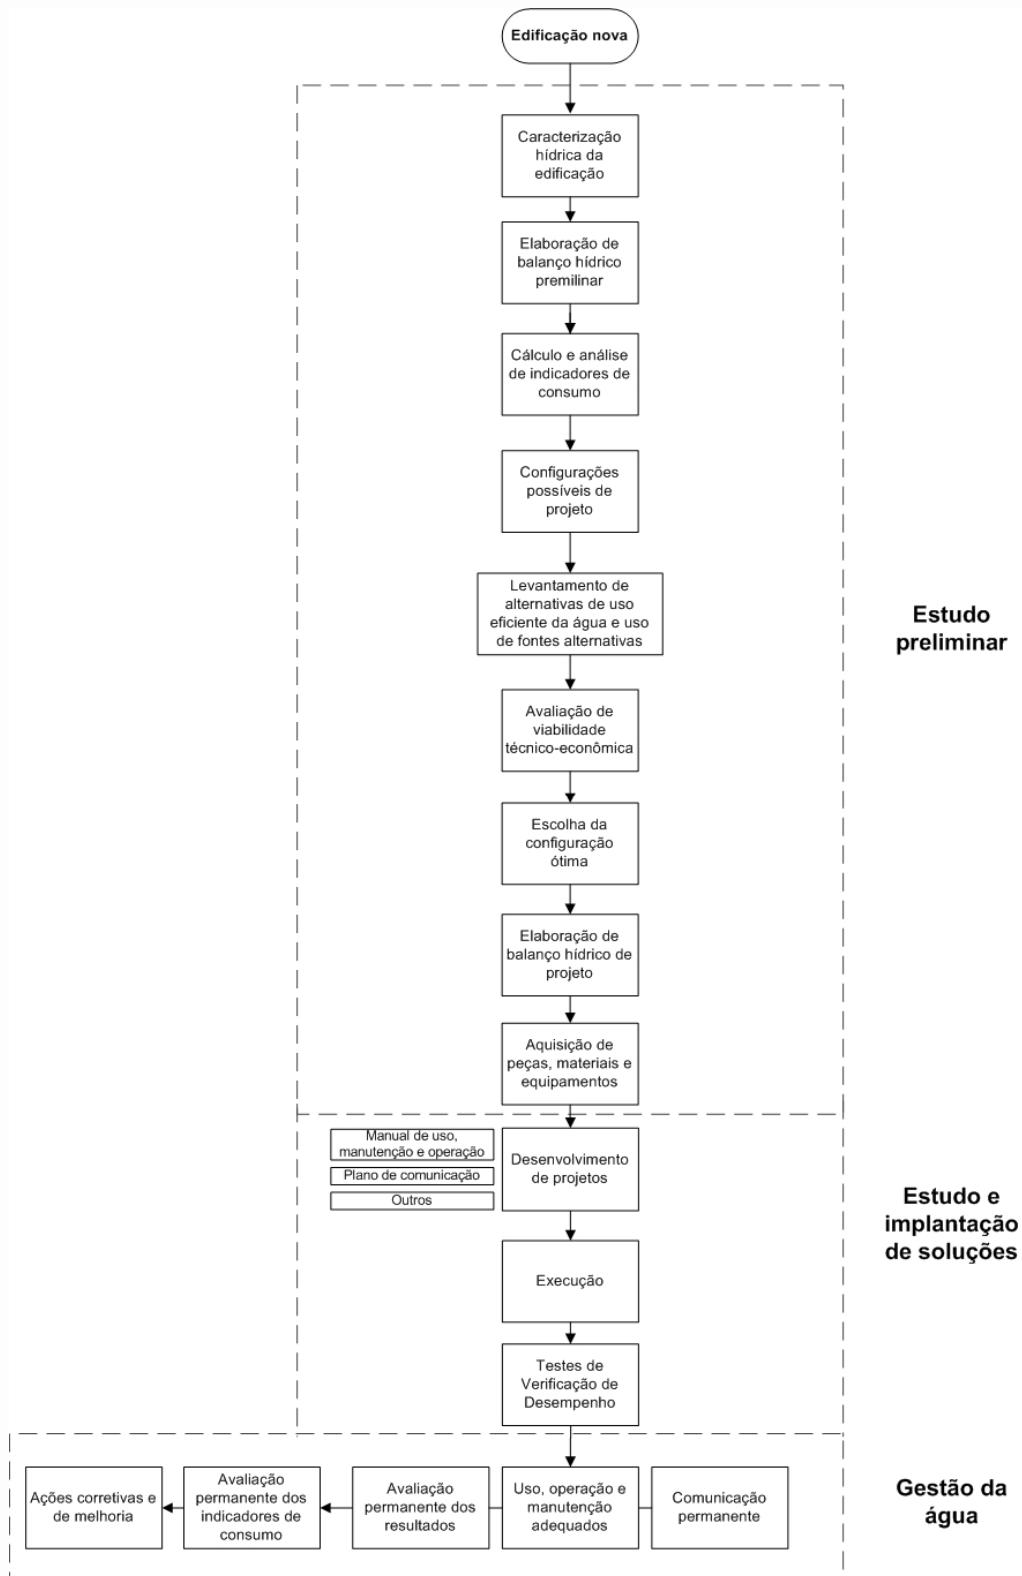 Edificação nova
Caracterização
hídrica da
edificação
Elaboração de
balanço hídrico
premilinar
Cálculo e análise
de indicadores de
consumo
Configurações
possíveis de
projeto
Levantamento de
alternativas de uso
eficiente da água e uso
de fontes alternativas
Estudo
preliminar
Avaliação de
viabilidade
técnico-econômica
Escolha da
configuração
ótima
Elaboração de
balanço hídrico de
projeto
Aquisição de
peças, materiais e
equipamentos
Manual de uso,
manutenção e operação
Plano de comunicação
Outros
Desenvolvimento
de projetos
Estudo e
implantação
de soluções
Execução
Testes de
Verificação de
Desempenho
Ações corretivas e
de melhoria
Avaliação
permanente dos
indicadores de
consumo
Avaliação
permanente dos
resultados
Uso, operação e
manutenção
adequados
Comunicação
permanente
Gestão da
água